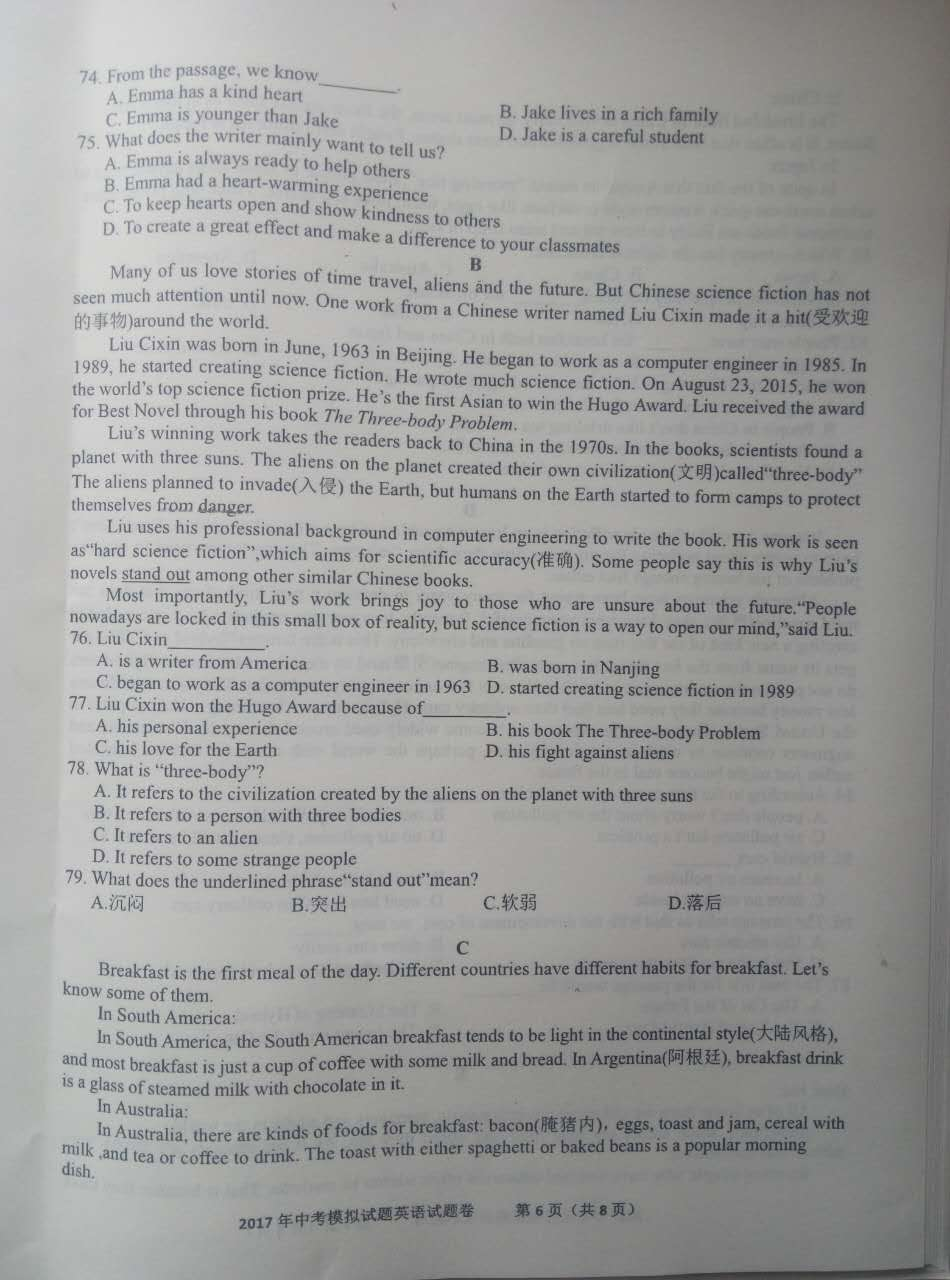 74. From the passage, we know__________.
A. Emma has a kind heart
B. Jake lives in a rich family
C. Emma is younger than Jake
D. Jake is a careful student
75. What does the writer mainly want to tell us?
A. Emma is always ready to help others
B. Emma had a heart-warming experience
C. To keep hearts open and show kindness to others
D. To create a great effect and make a difference to your classmates
B
Many of us love stories of time travel, aliens and the future. But Chinese science fiction has not
seen much attention until now. One work from a Chinese writer named Liu Cixin made it a hit(受欢迎
的事物)around the world.
Liu Cixin was born in June, 1963 in Beijing. He began to work as a computer engineer in 1985. In
1989, he started creating science fiction. He wrote much science fiction. On August 23, 2015, he won
the world's top science fiction prize. He's the first Asian to win the Hugo Award. Liu received the award
for Best Novel through his book The Three-body Problem.
Liu's winning work takes the readers back to China in the 1970s. In the books, scientists found a
planet with three suns. The aliens on the planet created their own civilization(文明)called“three-body”
The aliens planned to invade(入侵) the Earth, but humans on the Earth started to form camps to protect
themselves from danger.
Liu uses his professional background in computer engineering to write the book. His work is seen
as“hard science fiction”,which aims for scientific accuracy(准确). Some people say this is why Liu's
novels stand out among other similar Chinese books.
Most importantly, Liu's work brings joy to those who are unsure about the future.“People
nowadays are locked in this small box of reality, but science fiction is a way to open our mind,”said Liu.
76. Liu Cixin__________.
A. is a writer from America B. was born in Nanjing
C. began to work as a computer engineer in 1963 D. started creating science fiction in 1989
77. Liu Cixin won the Hugo Award because of_________.
A. his personal experience B. his book The Three-body Problem
C. his love for the Earth D. his fight against aliens
78. What is “three-body”?
A. It refers to the civilization created by the aliens on the planet with three suns
B. It refers to a person with three bodies
C. It refers to an alien
D. It refers to some strange people
79. What does the underlined phrase“stand out”mean?
A.沉闷 B.突出 C.软弱 D.落后
C
Breakfast is the first meal of the day. Different countries have different habits for breakfast. Let's
know some of them.
In South America:
In South America, the South American breakfast tends to be light in the continental style(大陆风格),
and most breakfast is just a cup of coffee with some milk and bread. In Argentina(阿根廷), breakfast drink
is a glass of steamed milk with chocolate in it.
In Australia:
In Australia, there are kinds of foods for breakfast: bacon(腌猪内), eggs, toast and jam, cereal with
milk ,and tea or coffee to drink. The toast with either spaghetti or baked beans is a popular morning
dish.
2017 年中考模拟试题英语试题卷 第 6 页（共 8 页）